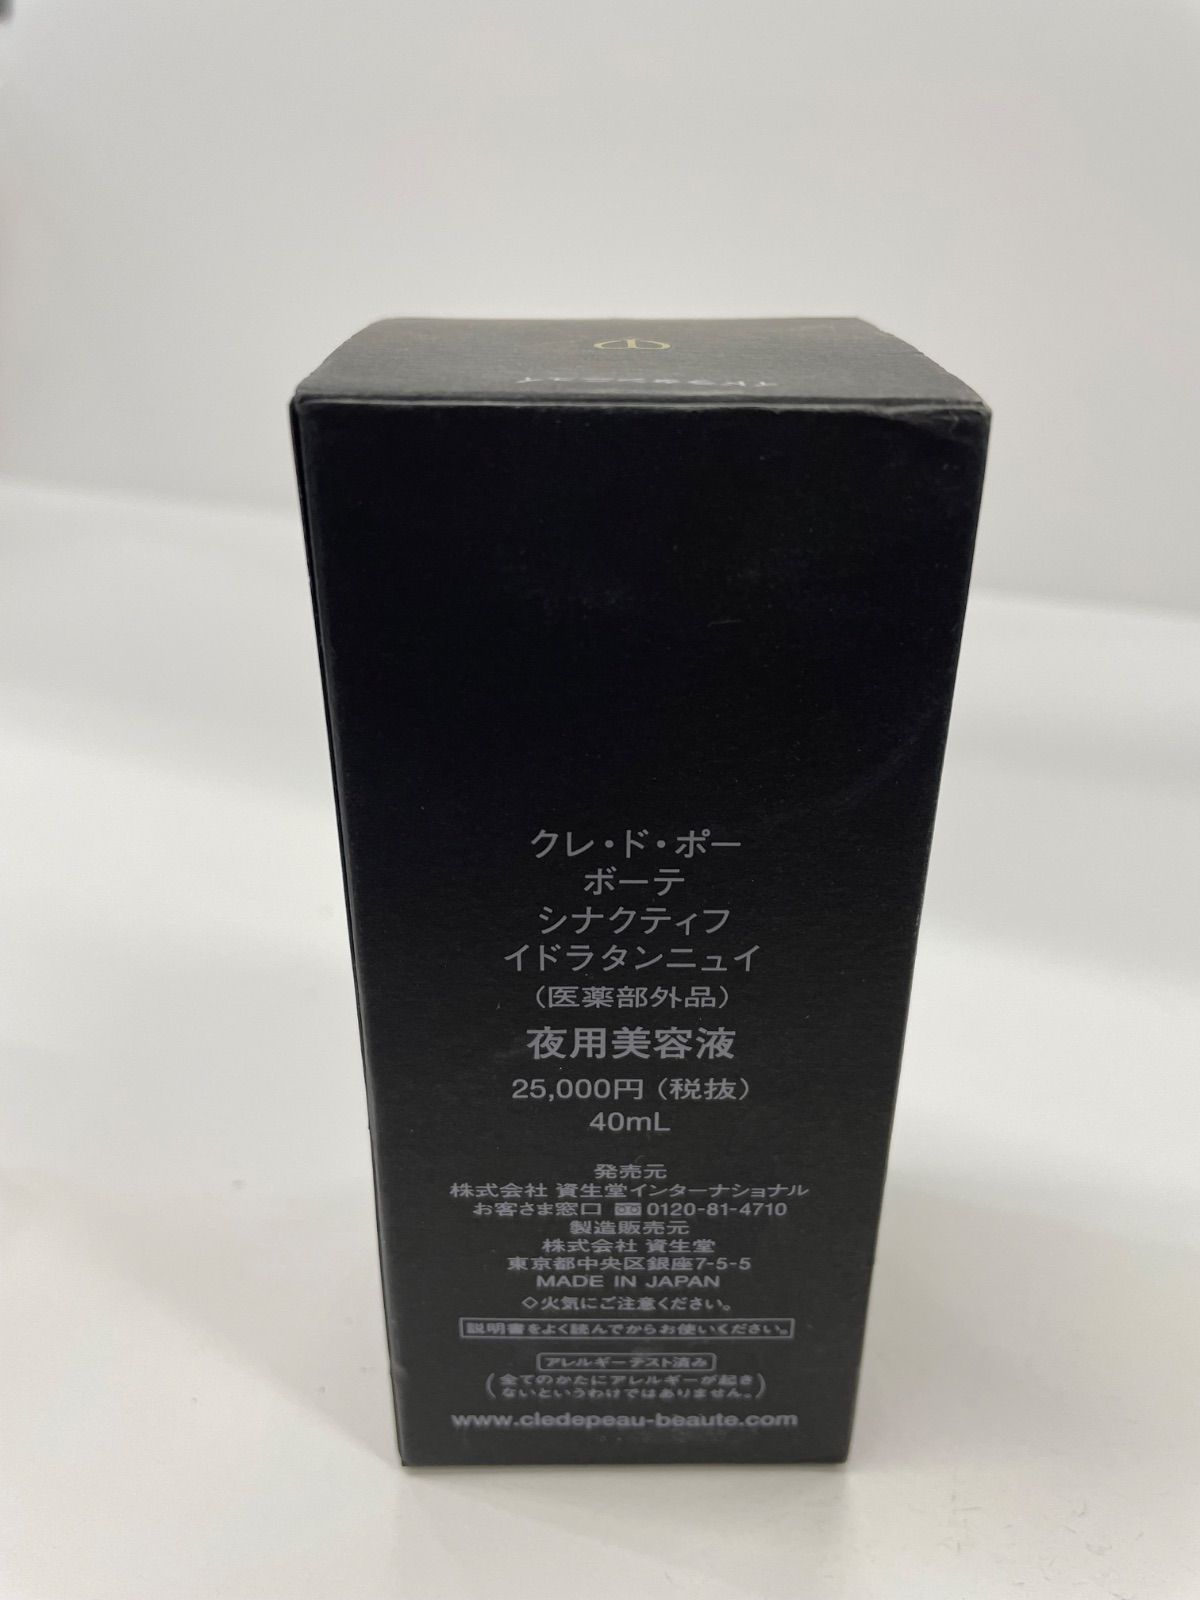 クレ・ド・ポー
ボーテ
シナクティフ
イドラタンニュイ
（医薬部外品）
夜用美容液
25,000円（税抜）
40mL
発売元
株式会社 資生堂インターナショナル
お客さま窓口 0120-81-4710
製造販売元
株式会社 資生堂
東京都中央区銀座7-5-5
MADE IN JAPAN
◇火気にご注意ください。
説明書をよく読んでからお使いください。
アレルギーテスト済み
（全てのかたにアレルギーが起き
ないというわけではありません。）
www.cledepeau-beaute.com